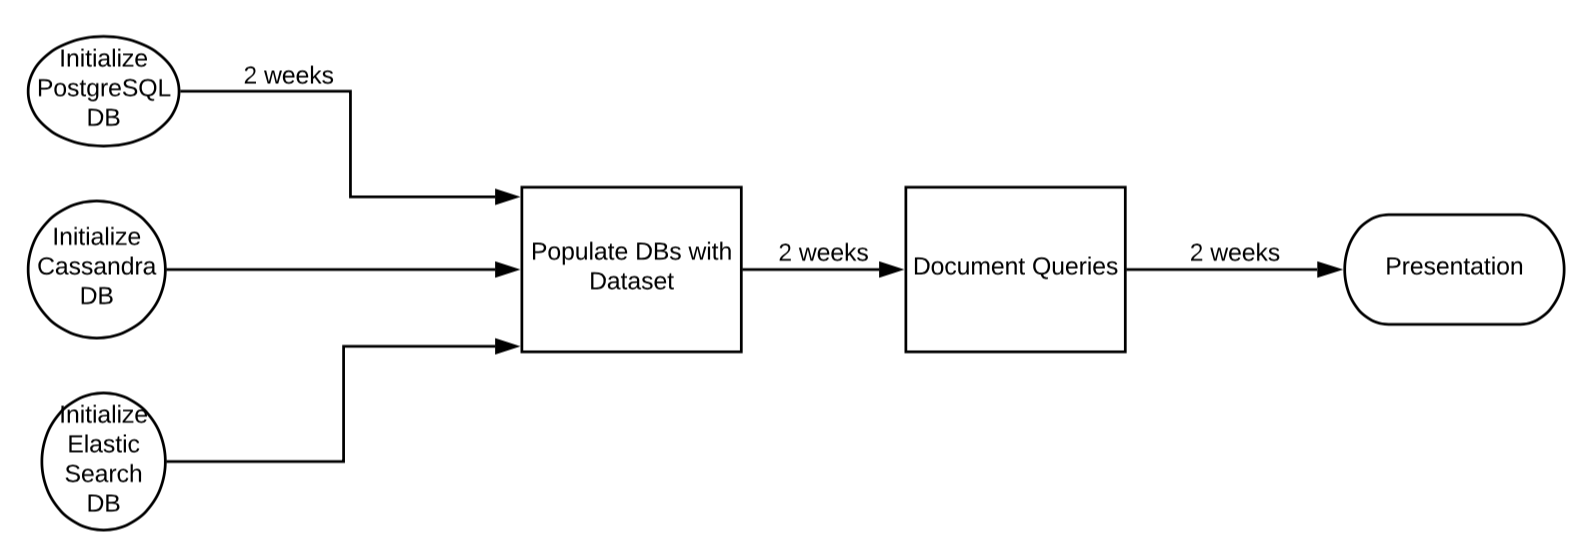 Initialize
PostgreSQL
DB
2 weeks
Initialize
Cassandra
DB
Initialize
Elastic
Search
DB
Populate DBs with
Dataset
2 weeks
Document Queries
2 weeks
Presentation